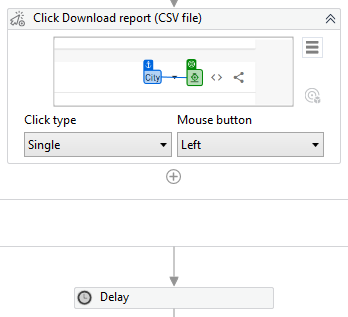 Click Download report (CSV file)
City
Click type
Mouse button
Single
Left
Delay